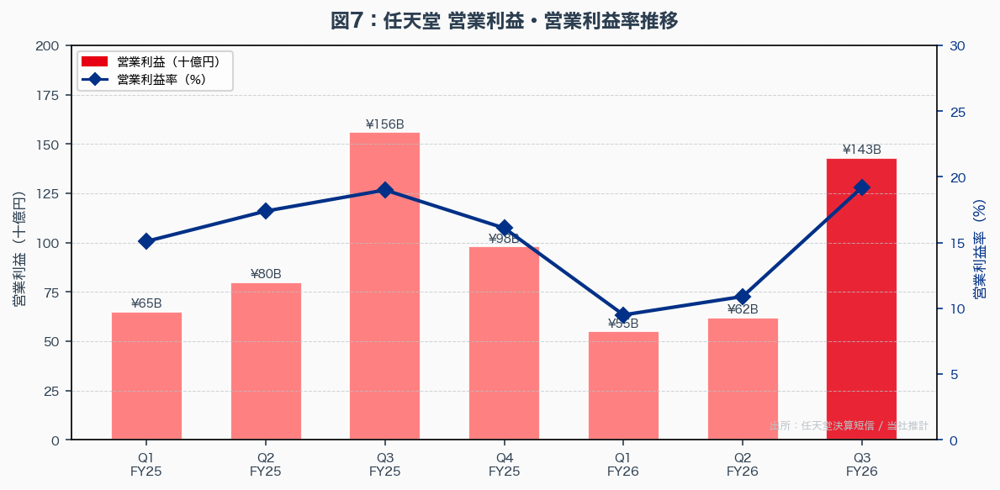 図7：任天堂 営業利益・営業利益率推移
営業利益（十億円）
営業利益率（%）
200
175
150
125
100
75
50
25
0
営業利益（十億円）
30
25
20
15
10
5
0
営業利益率（%）
¥65B
¥80B
¥156B
¥98B
¥55B
¥62B
¥143B
出所：任天堂決算短信 / 当社推計
Q1
FY25
Q2
FY25
Q3
FY25
Q4
FY25
Q1
FY26
Q2
FY26
Q3
FY26